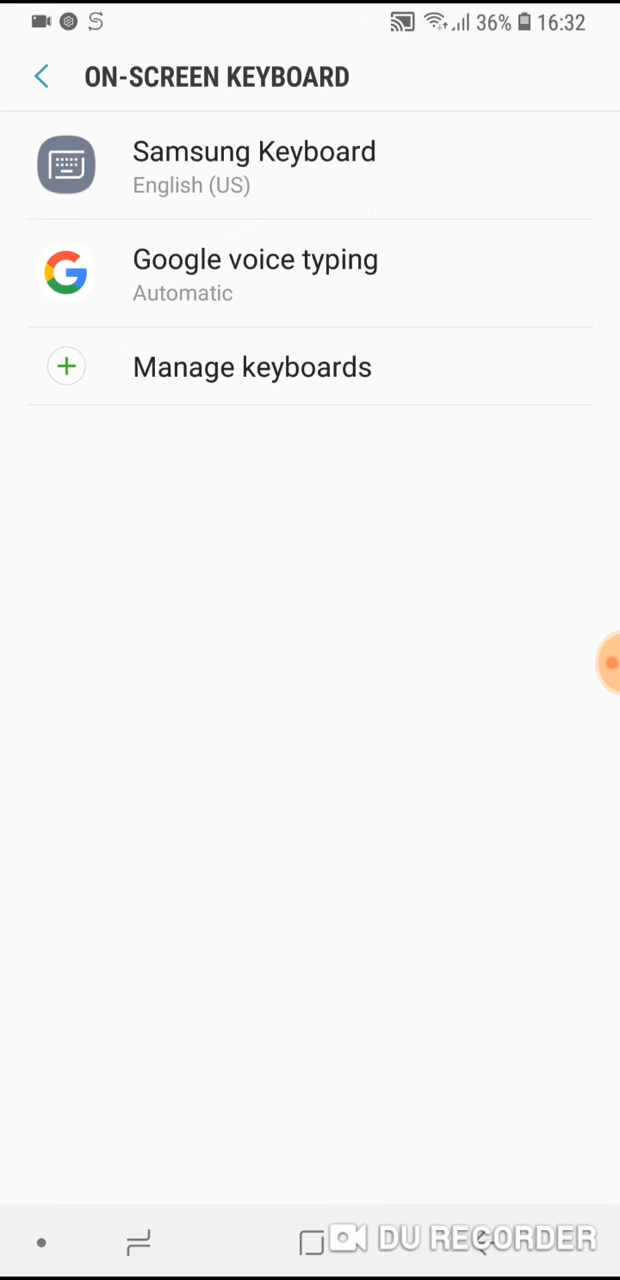 36% 16:32
ON-SCREEN KEYBOARD
Samsung Keyboard
English (US)
Google voice typing
Automatic
Manage keyboards
DU RECORDER